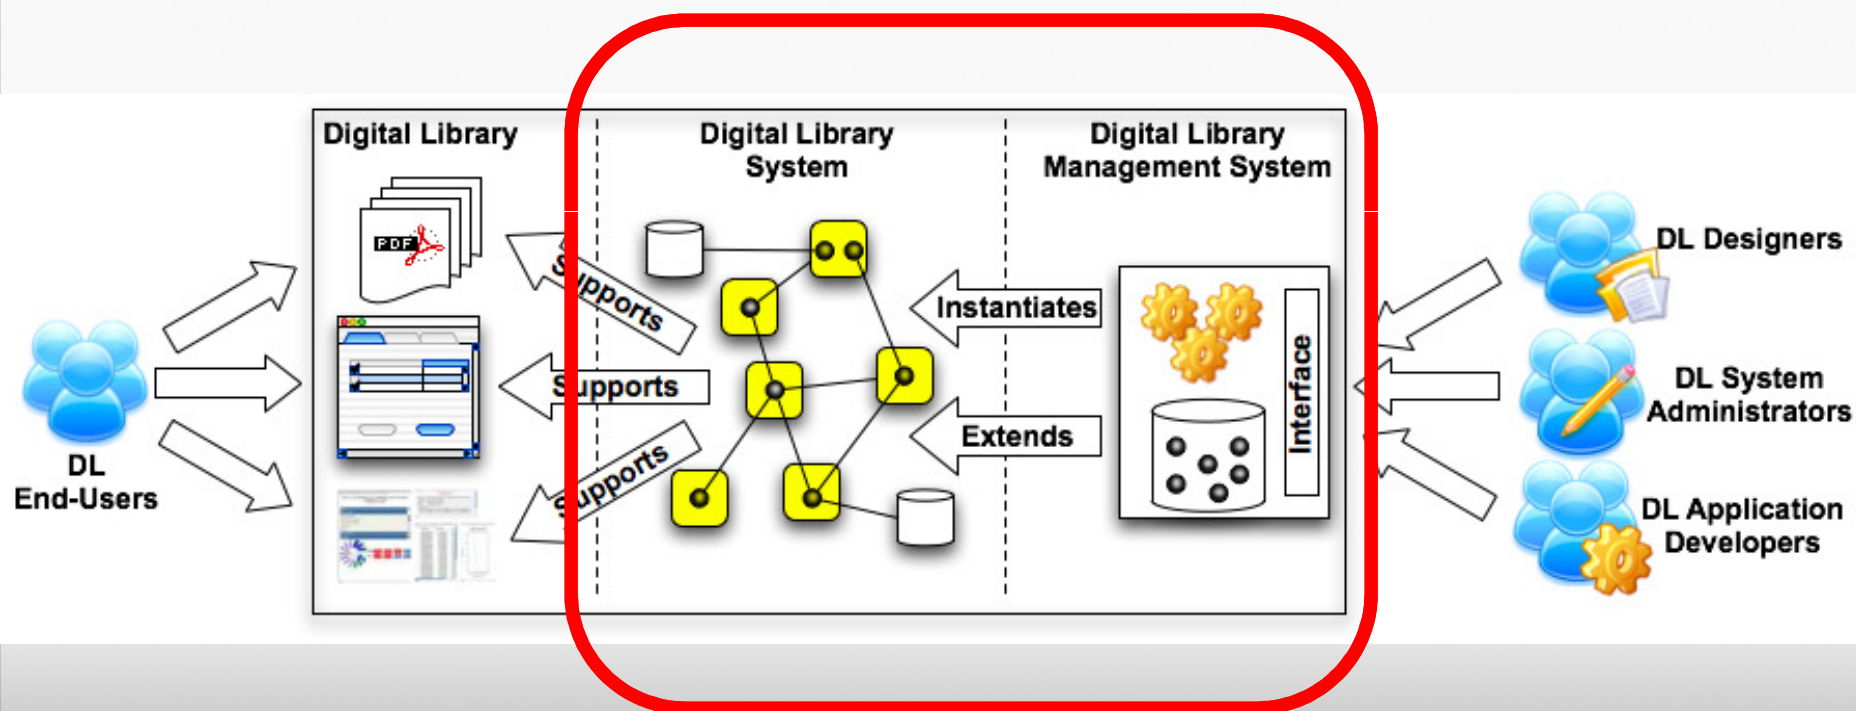 Digital Library
Digital Library
System
Digital Library
Management System
PDF
Supports
Supports
Supports
Instantiates
Extends
Interface
DL
End-Users
DL Designers
DL System
Administrators
DL Application
Developers